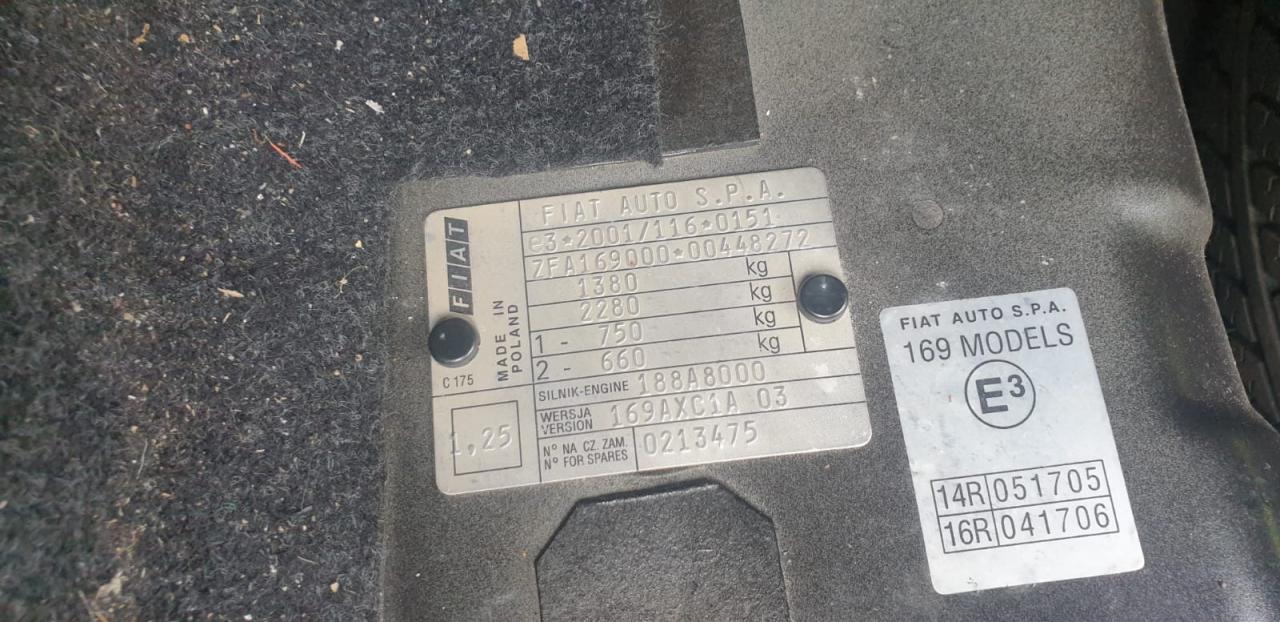 FIAT
MADE IN
POLAND
C 175
1,25
FIAT AUTO S.P.A.
e3*2001/116*0151
ZFA169000*00448272
1380 kg
2280 kg
1 - 750 kg
2 - 660 kg
SILNIK-ENGINE 188A8000
WERSJA
VERSION 169AXC1A 03
Nº NA CZ. ZAM.
Nº FOR SPARES 0213475
FIAT AUTO S.P.A.
169 MODELS
E3
14R 051705
16R 041706